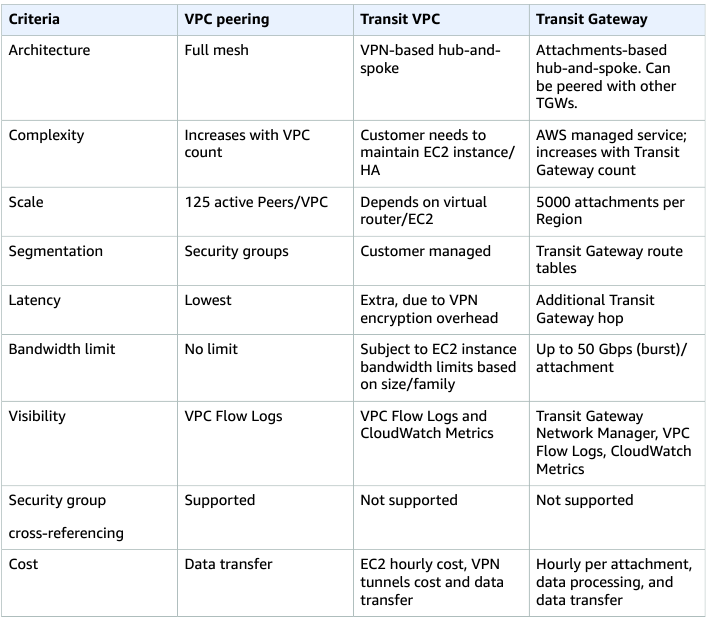 Criteria
VPC peering
Transit VPC
Transit Gateway
Architecture
Full mesh
VPN-based hub-and-
spoke
Attachments-based
hub-and-spoke. Can
be peered with other
TGWs.
Complexity
Increases with VPC
count
Customer needs to
maintain EC2 instance/
HA
AWS managed service;
increases with Transit
Gateway count
Scale
125 active Peers/VPC
Depends on virtual
router/EC2
5000 attachments per
Region
Segmentation
Security groups
Customer managed
Transit Gateway route
tables
Latency
Lowest
Extra, due to VPN
encryption overhead
Additional Transit
Gateway hop
Bandwidth limit
No limit
Subject to EC2 instance
bandwidth limits based
on size/family
Up to 50 Gbps (burst)/
attachment
Visibility
VPC Flow Logs
VPC Flow Logs and
CloudWatch Metrics
Transit Gateway
Network Manager, VPC
Flow Logs, CloudWatch
Metrics
Security group
cross-referencing
Supported
Not supported
Not supported
Cost
Data transfer
EC2 hourly cost, VPN
tunnels cost and data
transfer
Hourly per attachment,
data processing, and
data transfer